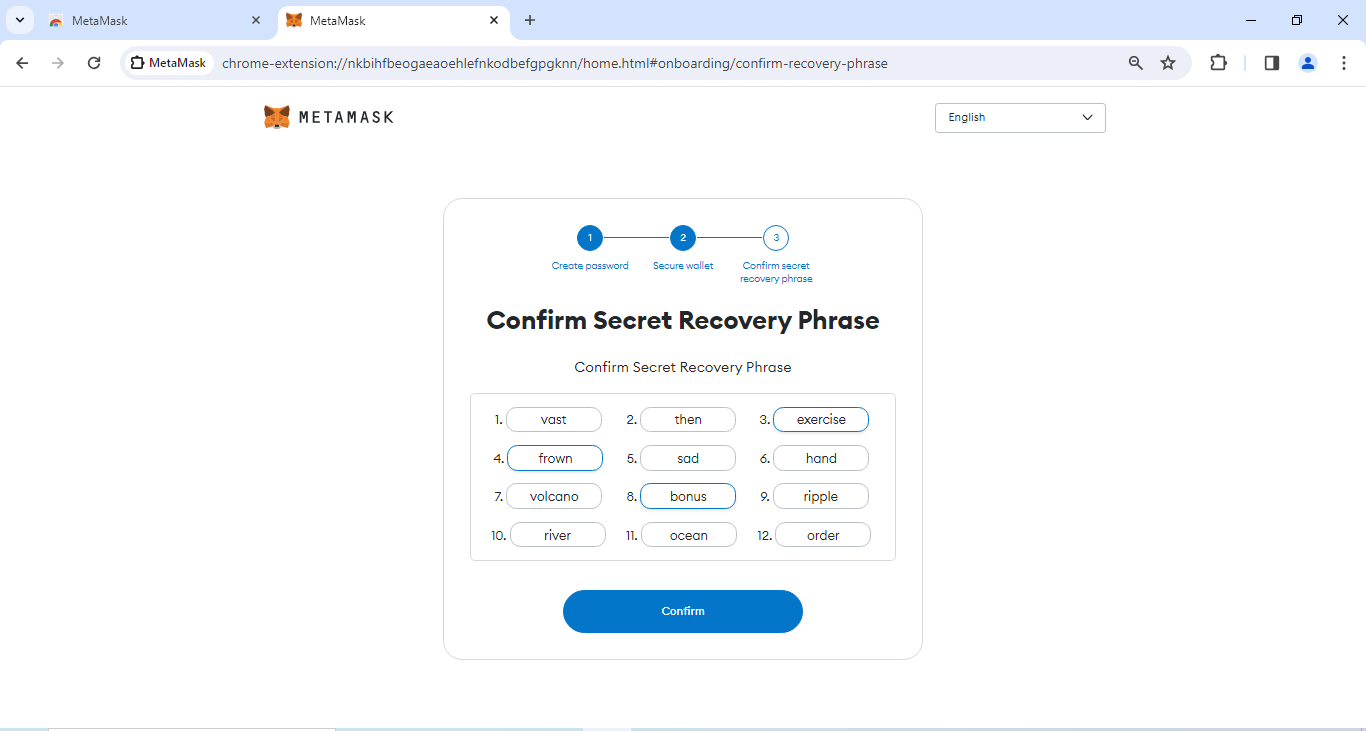 MetaMask
MetaMask
MetaMask chrome-extension://nkbihfbeogaeaoehlefnkodbefgpgknn/home.html#onboarding/confirm-recovery-phrase
METAMASK
English
1 2 3
Create password Secure wallet Confirm secret
recovery phrase
Confirm Secret Recovery Phrase
Confirm Secret Recovery Phrase
1. vast 2. then 3. exercise
4. frown 5. sad 6. hand
7. volcano 8. bonus 9. ripple
10. river 11. ocean 12. order
Confirm